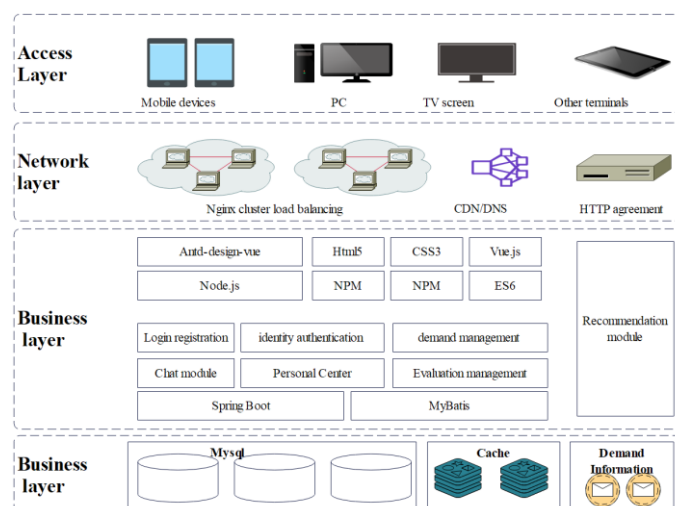 Access
Layer
Mobile devices
PC
TV screen
Other terminals
Network
layer
Nginx cluster load balancing
CDN/DNS
HTTP agreement
Business
layer
Antd-design-vue
Html5
CSS3
Vue.js
Node.js
NPM
NPM
ES6
Login registration
identity authentication
demand management
Chat module
Personal Center
Evaluation management
Spring Boot
MyBatis
Recommendation
module
Business
layer
Mysql
Cache
Demand
Information